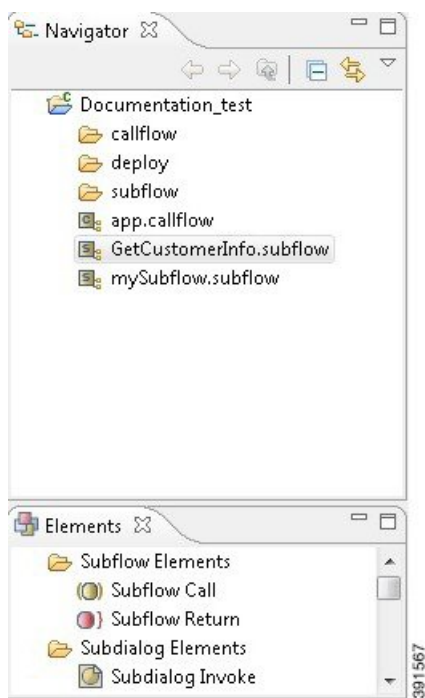 Navigator
Documentation_test
callflow
deploy
subflow
app.callflow
GetCustomerInfo.subflow
mySubflow.subflow
Elements
Subflow Elements
Subflow Call
Subflow Return
Subdialog Elements
Subdialog Invoke
391567